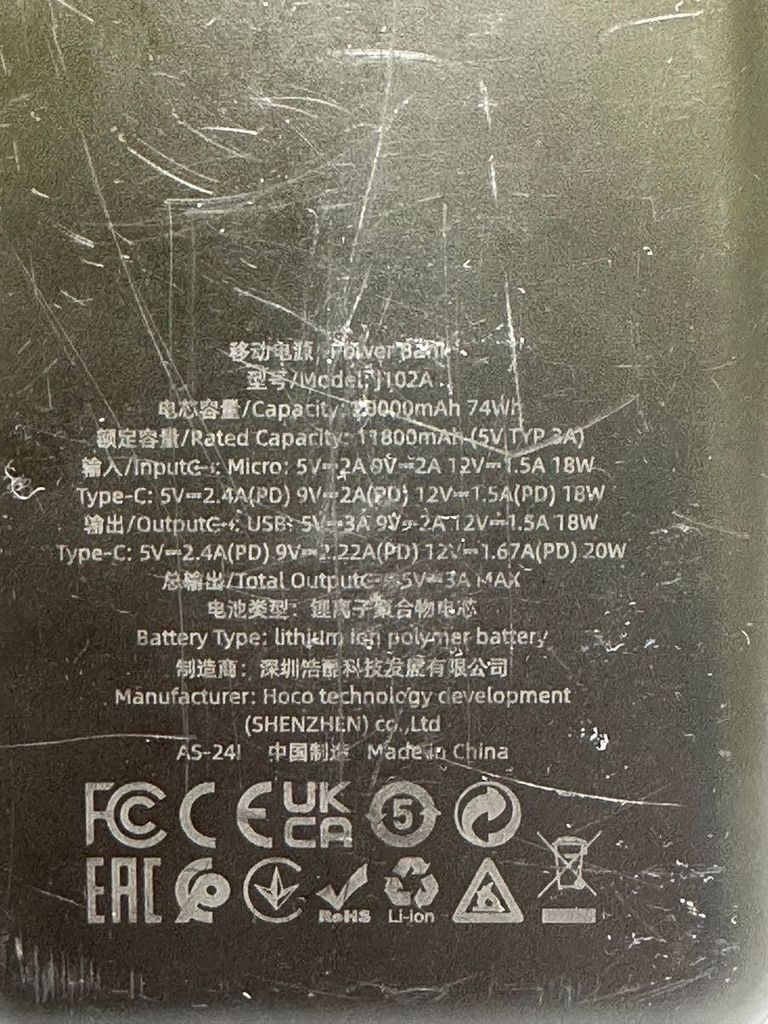 移动电源 Power Bank
型号/Model: J102A
电芯容量/Capacity: 20000mAh 74Wh
额定容量/Rated Capacity: 11800mAh (5V TYP 3A)
输入/Input: Micro: 5V⎓2A 9V⎓2A 12V⎓1.5A 18W
Type-C: 5V⎓2.4A(PD) 9V⎓2A(PD) 12V⎓1.5A(PD) 18W
输出/Output: USB: 5V⎓3A 9V⎓2A 12V⎓1.5A 18W
Type-C: 5V⎓2.4A(PD) 9V⎓2.22A(PD) 12V⎓1.67A(PD) 20W
总输出/Total Output: 5V⎓3A MAX
电池类型：锂离子聚合物电芯
Battery Type: lithium ion polymer battery
制造商：深圳浩酷科技发展有限公司
Manufacturer: Hoco technology development
(SHENZHEN) co.,Ltd
AS-24I 中国制造 Made in China
FC CE UK CA 5
EAC RoHS Li-ion